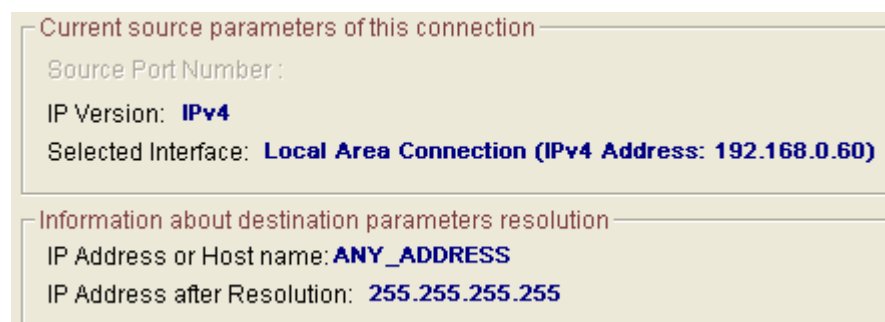 Current source parameters of this connection
Source Port Number :
IP Version: IPv4
Selected Interface: Local Area Connection (IPv4 Address: 192.168.0.60)
Information about destination parameters resolution
IP Address or Host name: ANY_ADDRESS
IP Address after Resolution: 255.255.255.255